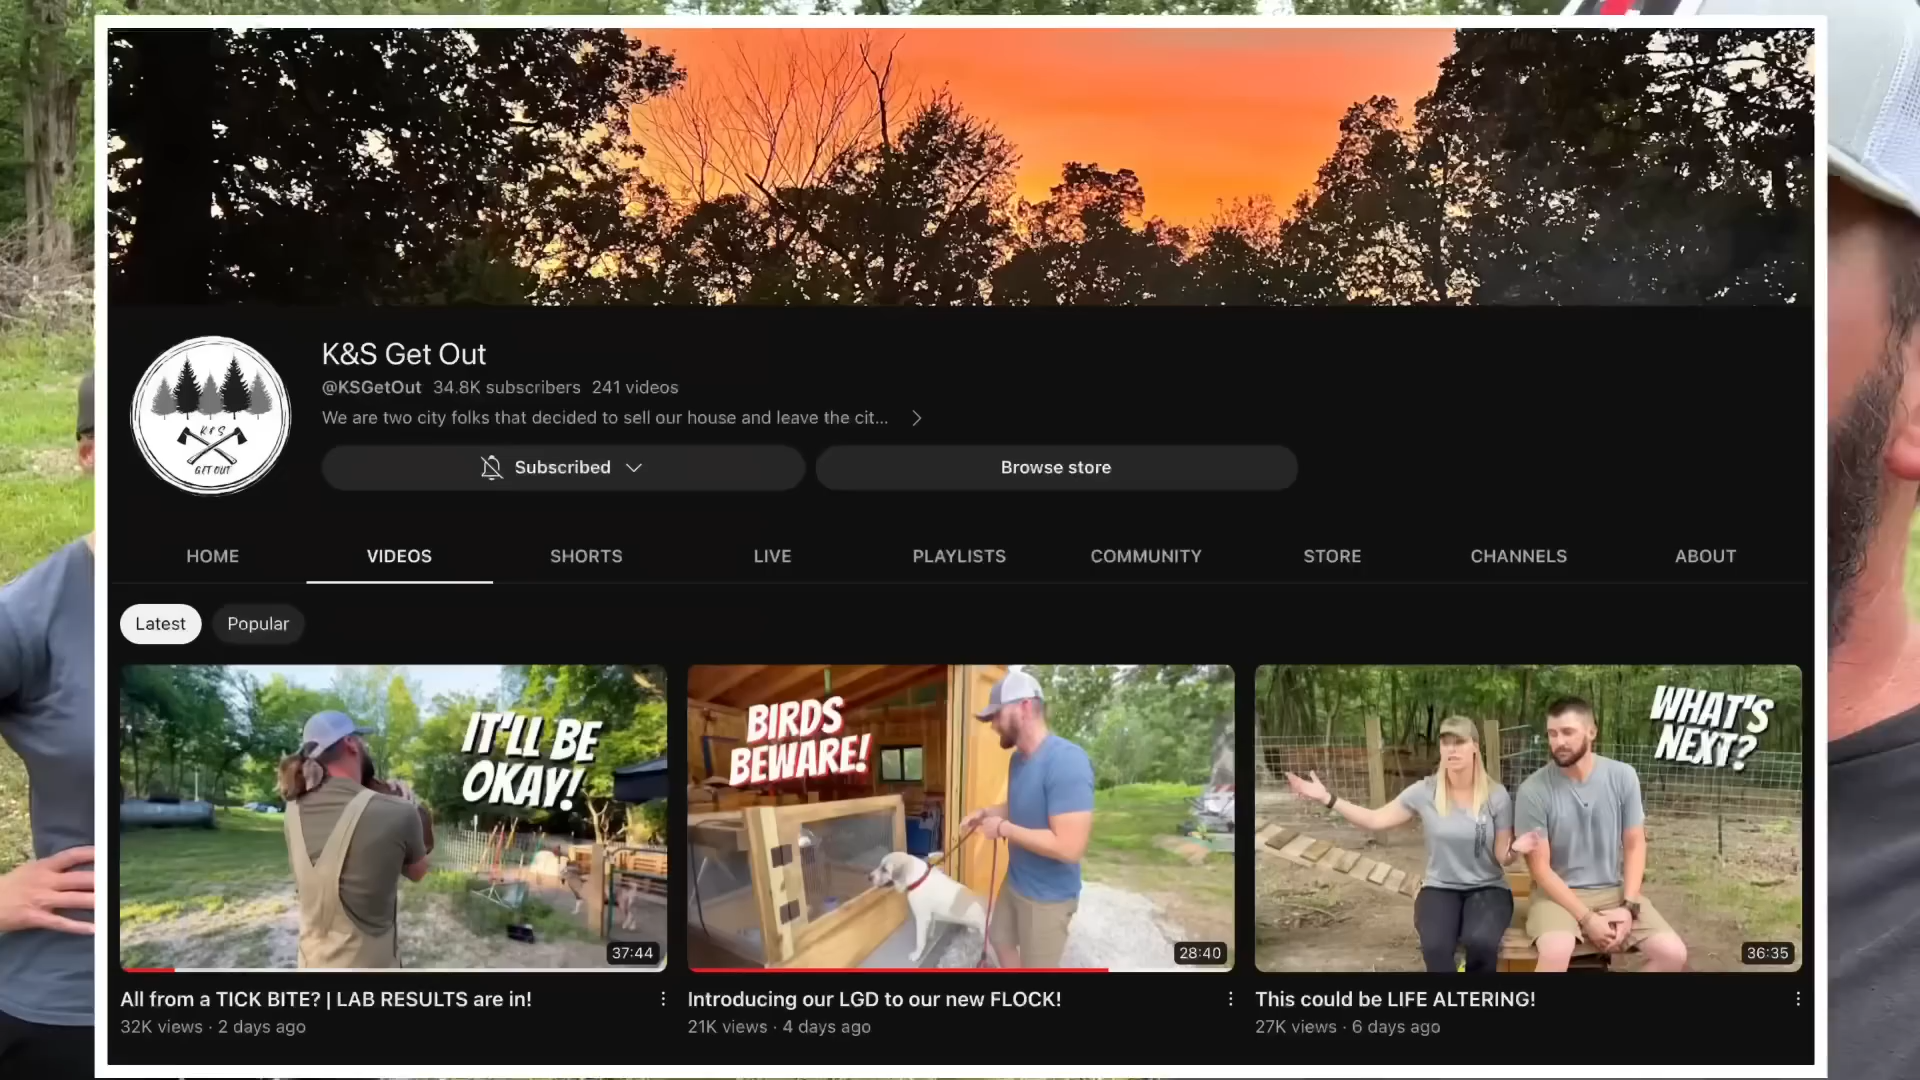 K&S Get Out
@KSGetOut 34.8K subscribers 241 videos
We are two city folks that decided to sell our house and leave the cit...
K & S
GET OUT
Subscribed
Browse store
HOME VIDEOS SHORTS LIVE PLAYLISTS COMMUNITY STORE CHANNELS ABOUT
Latest Popular
IT'LL BE
OKAY!
37:44
BIRDS
BEWARE!
28:40
WHAT'S
NEXT?
36:35
All from a TICK BITE? | LAB RESULTS are in!
32K views · 2 days ago
Introducing our LGD to our new FLOCK!
21K views · 4 days ago
This could be LIFE ALTERING!
27K views · 6 days ago